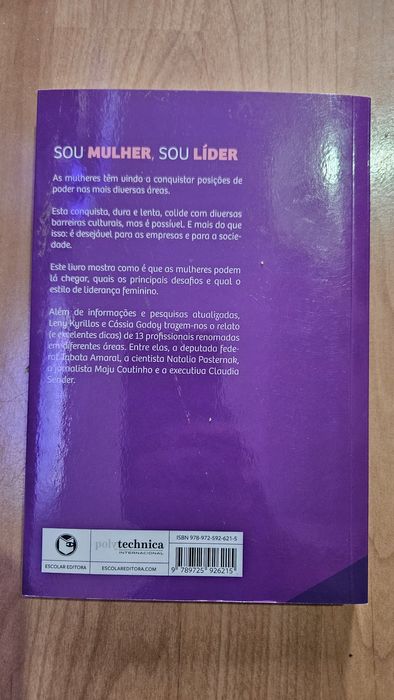 SOU MULHER, SOU LÍDER
As mulheres têm vindo a conquistar posições de
poder nas mais diversas áreas.
Esta conquista, dura e lenta, colide com diversas
barreiras culturais, mas é possível. E mais do que
isso: é desejável para as empresas e para a socie-
dade.
Este livro mostra como é que as mulheres podem
lá chegar, quais os principais desafios e qual o
estilo de liderança feminino.
Além de informações e pesquisas atualizadas,
Leny Kyrillos e Cássia Godoy trazem-nos o relato
(e excelentes dicas) de 13 profissionais renomadas
em diferentes áreas. Entre elas, a deputada fede-
ral Tabata Amaral, a cientista Natalia Pasternak,
a jornalista Maju Coutinho e a executiva Claudia
Sender.
ISBN 978-972-592-621-5
polytechnica
INTERNACIONAL
ESCOLAR EDITORA
ESCOLAREDITORA.COM
9 789725 926215